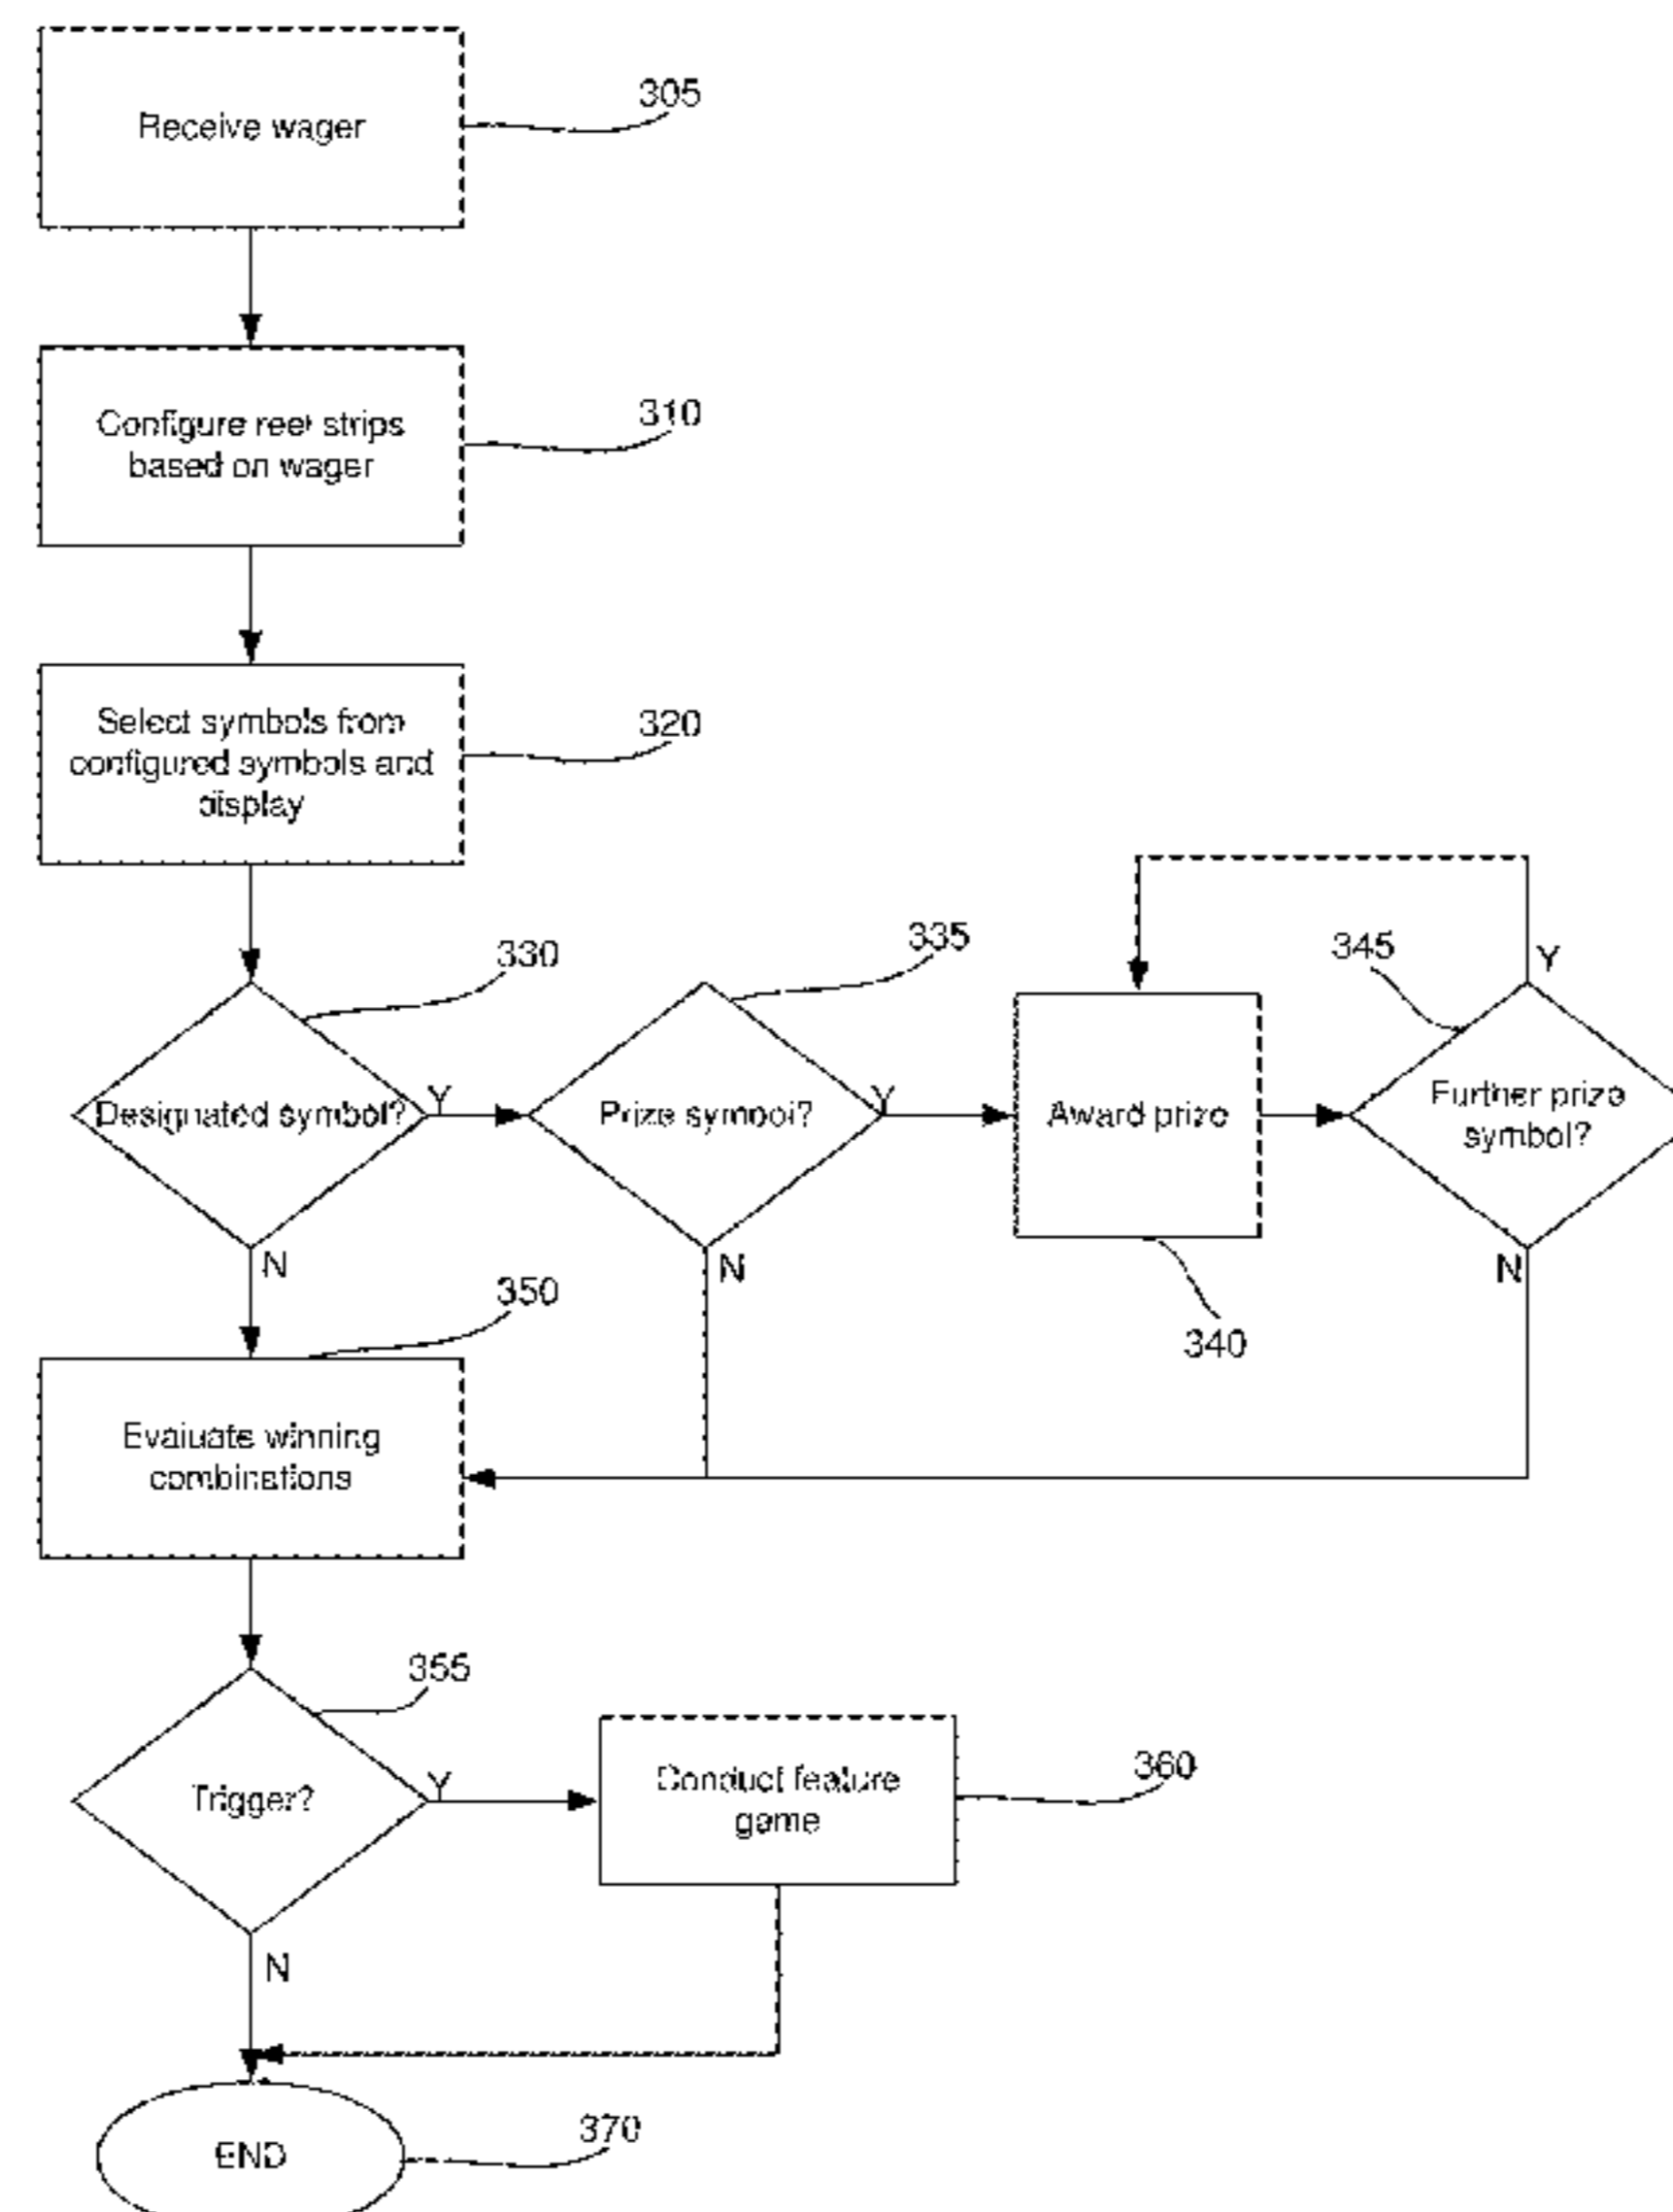 Receive wager
305
Configure reel strips
based on wager
310
Select symbols from
configured symbols and
display
320
330
335
345
Y
Designated symbol?
Y
Prize symbol?
Y
Award prize
Further prize
symbol?
N
N
N
340
350
Evaluate winning
combinations
355
Trigger?
Y
Conduct feature
game
360
N
END
370